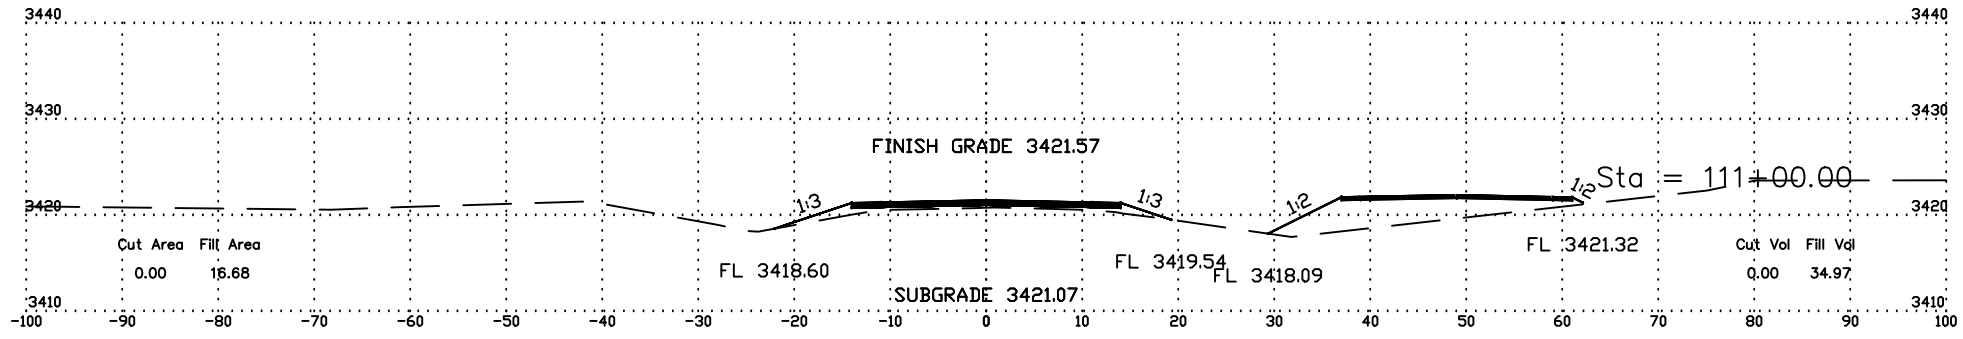 3440 3440
3430 3430
FINISH GRADE 3421.57
Sta = 111+00.00
1:3 1:3 1:2 1:2
3420 3420
Cut Area Fill Area
0.00 16.68
FL 3418.60
FL 3419.54
FL 3418.09
FL 3421.32
Cut Vol Fill Vol
0.00 34.97
SUBGRADE 3421.07
3410 3410
-100 -90 -80 -70 -60 -50 -40 -30 -20 -10 0 10 20 30 40 50 60 70 80 90 100